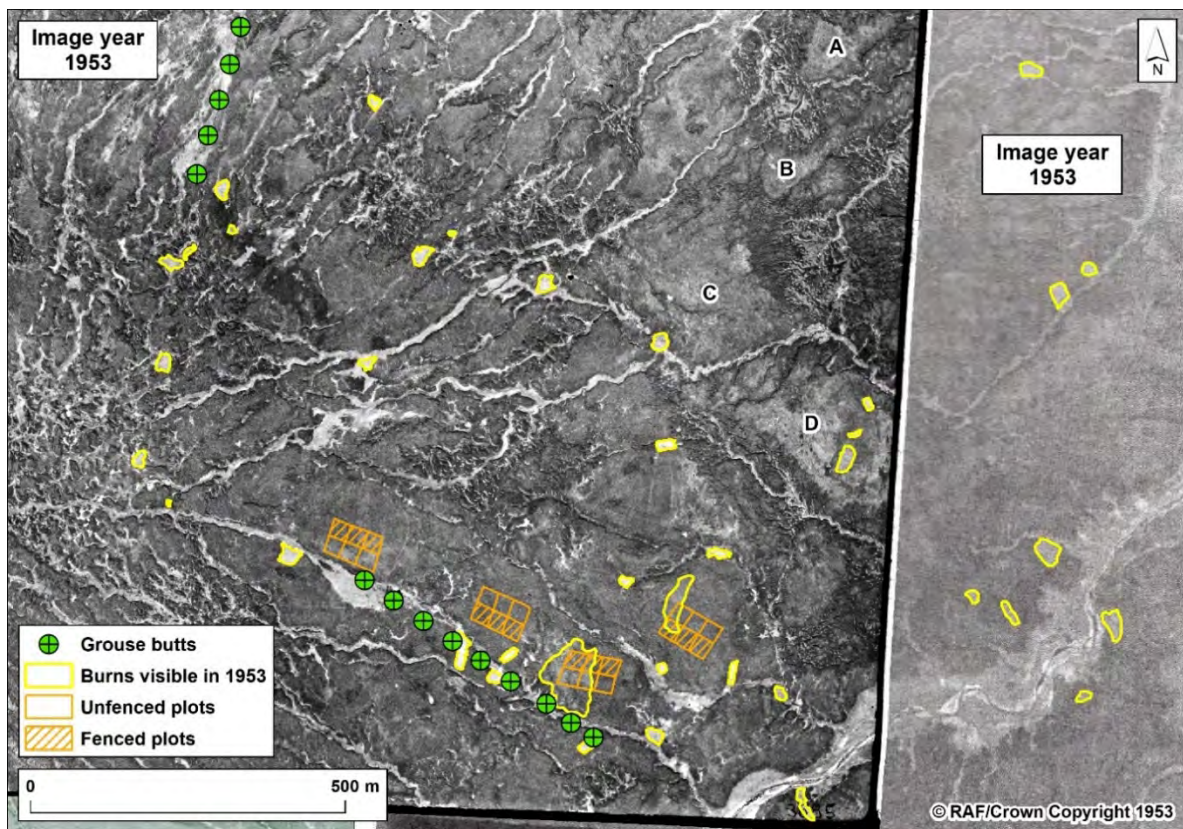 Image year
1953
A
B
C
D
Image year
1953
N
Grouse butts
Burns visible in 1953
Unfenced plots
Fenced plots
0 500 m
© RAF/Crown Copyright 1953